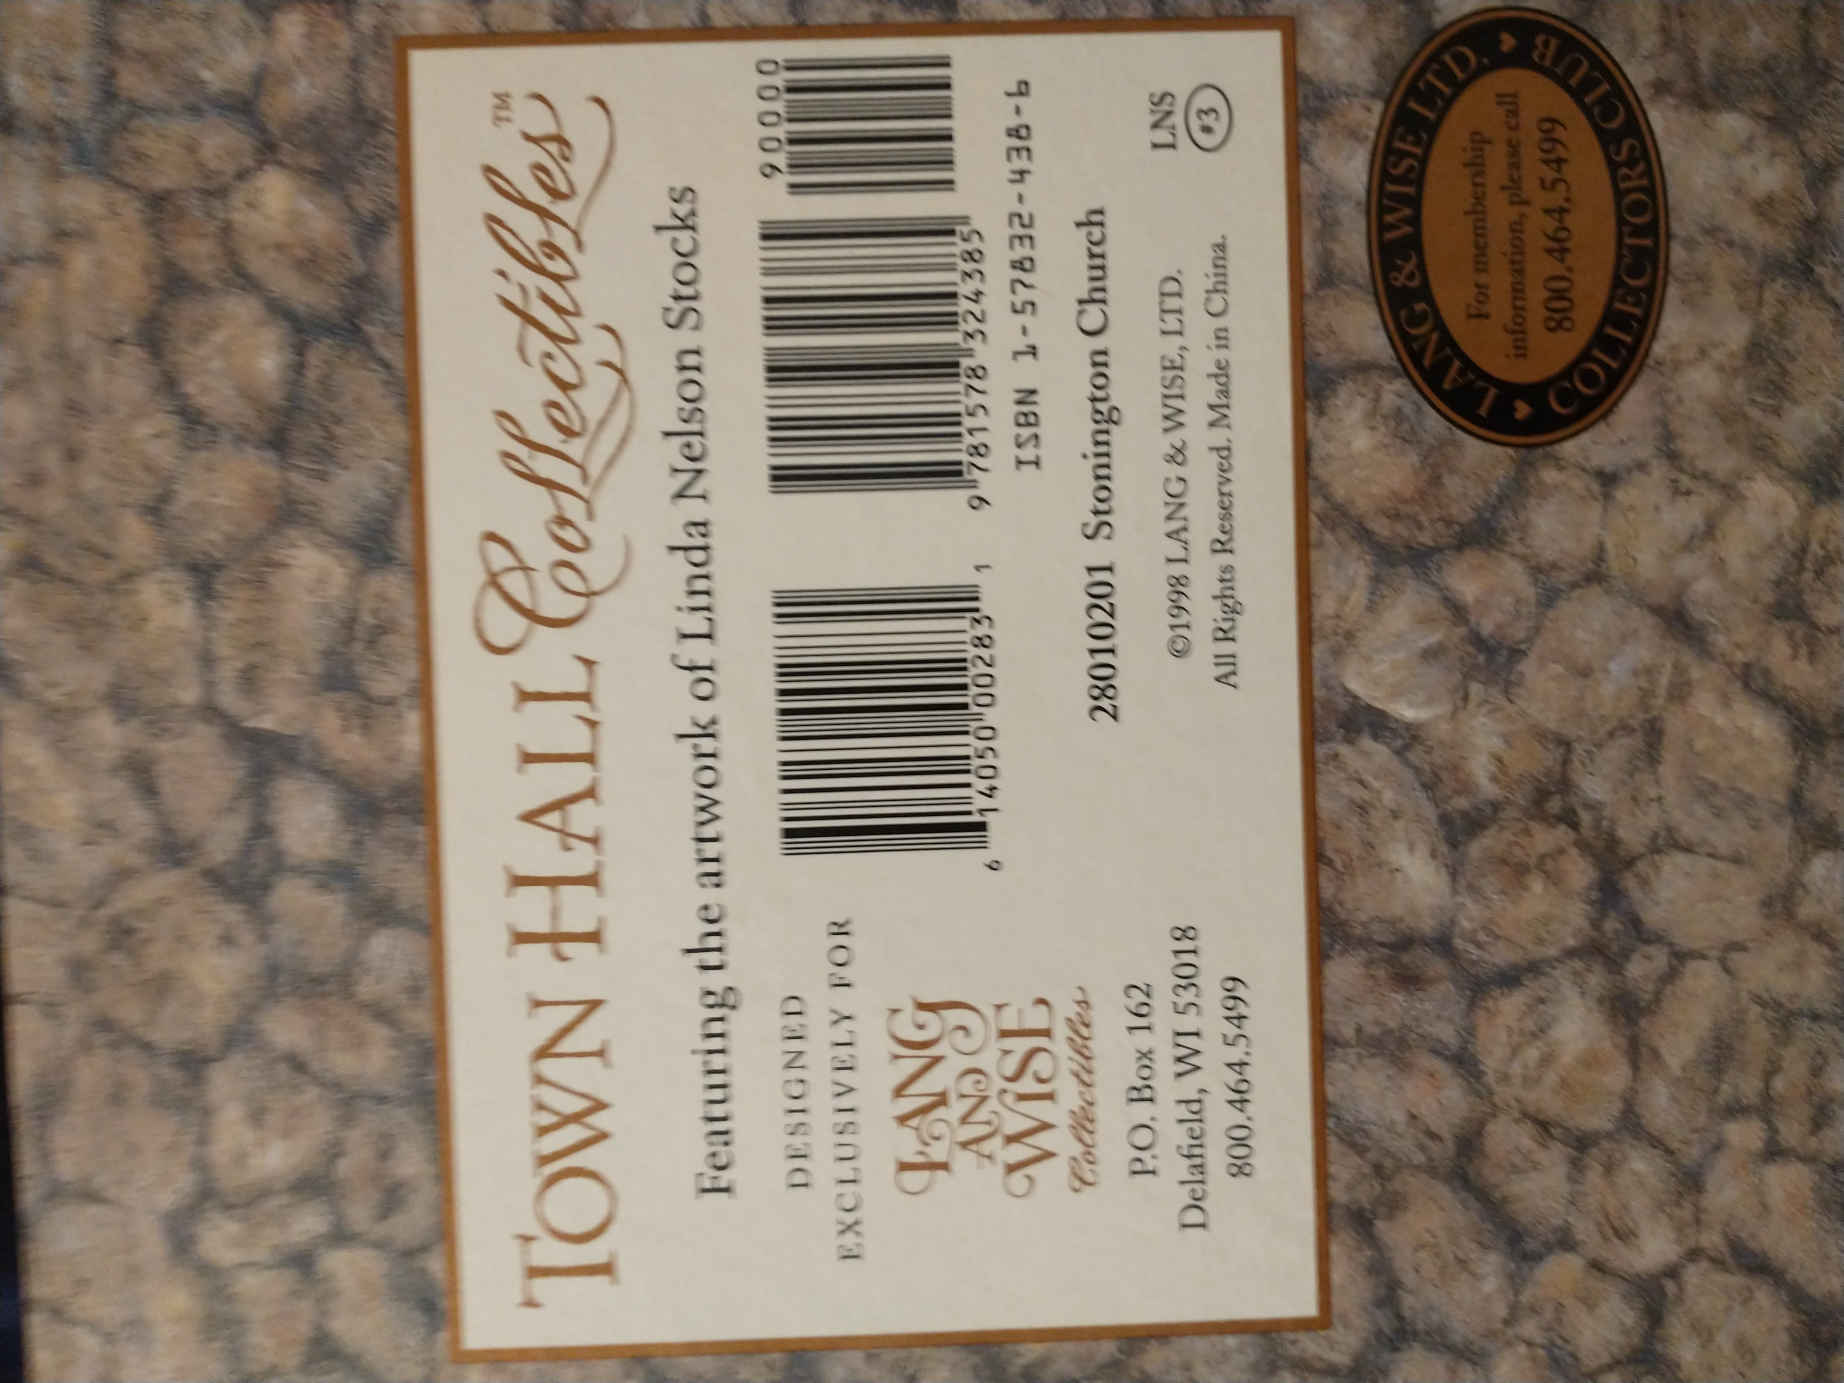 TOWN HALL Collectibles™
Featuring the artwork of Linda Nelson Stocks
DESIGNED
EXCLUSIVELY FOR
LANG
AND
WISE
Collectibles
P.O. Box 162
Delafield, WI 53018
800.464.5499
6 14050 00283 1
90000
9 781578 324385
ISBN 1-57832-438-6
28010201 Stonington Church
©1998 LANG & WISE, LTD.
All Rights Reserved. Made in China.
LNS
#3
LANG & WISE LTD.
COLLECTORS CLUB
For membership
information, please call
800.464.5499